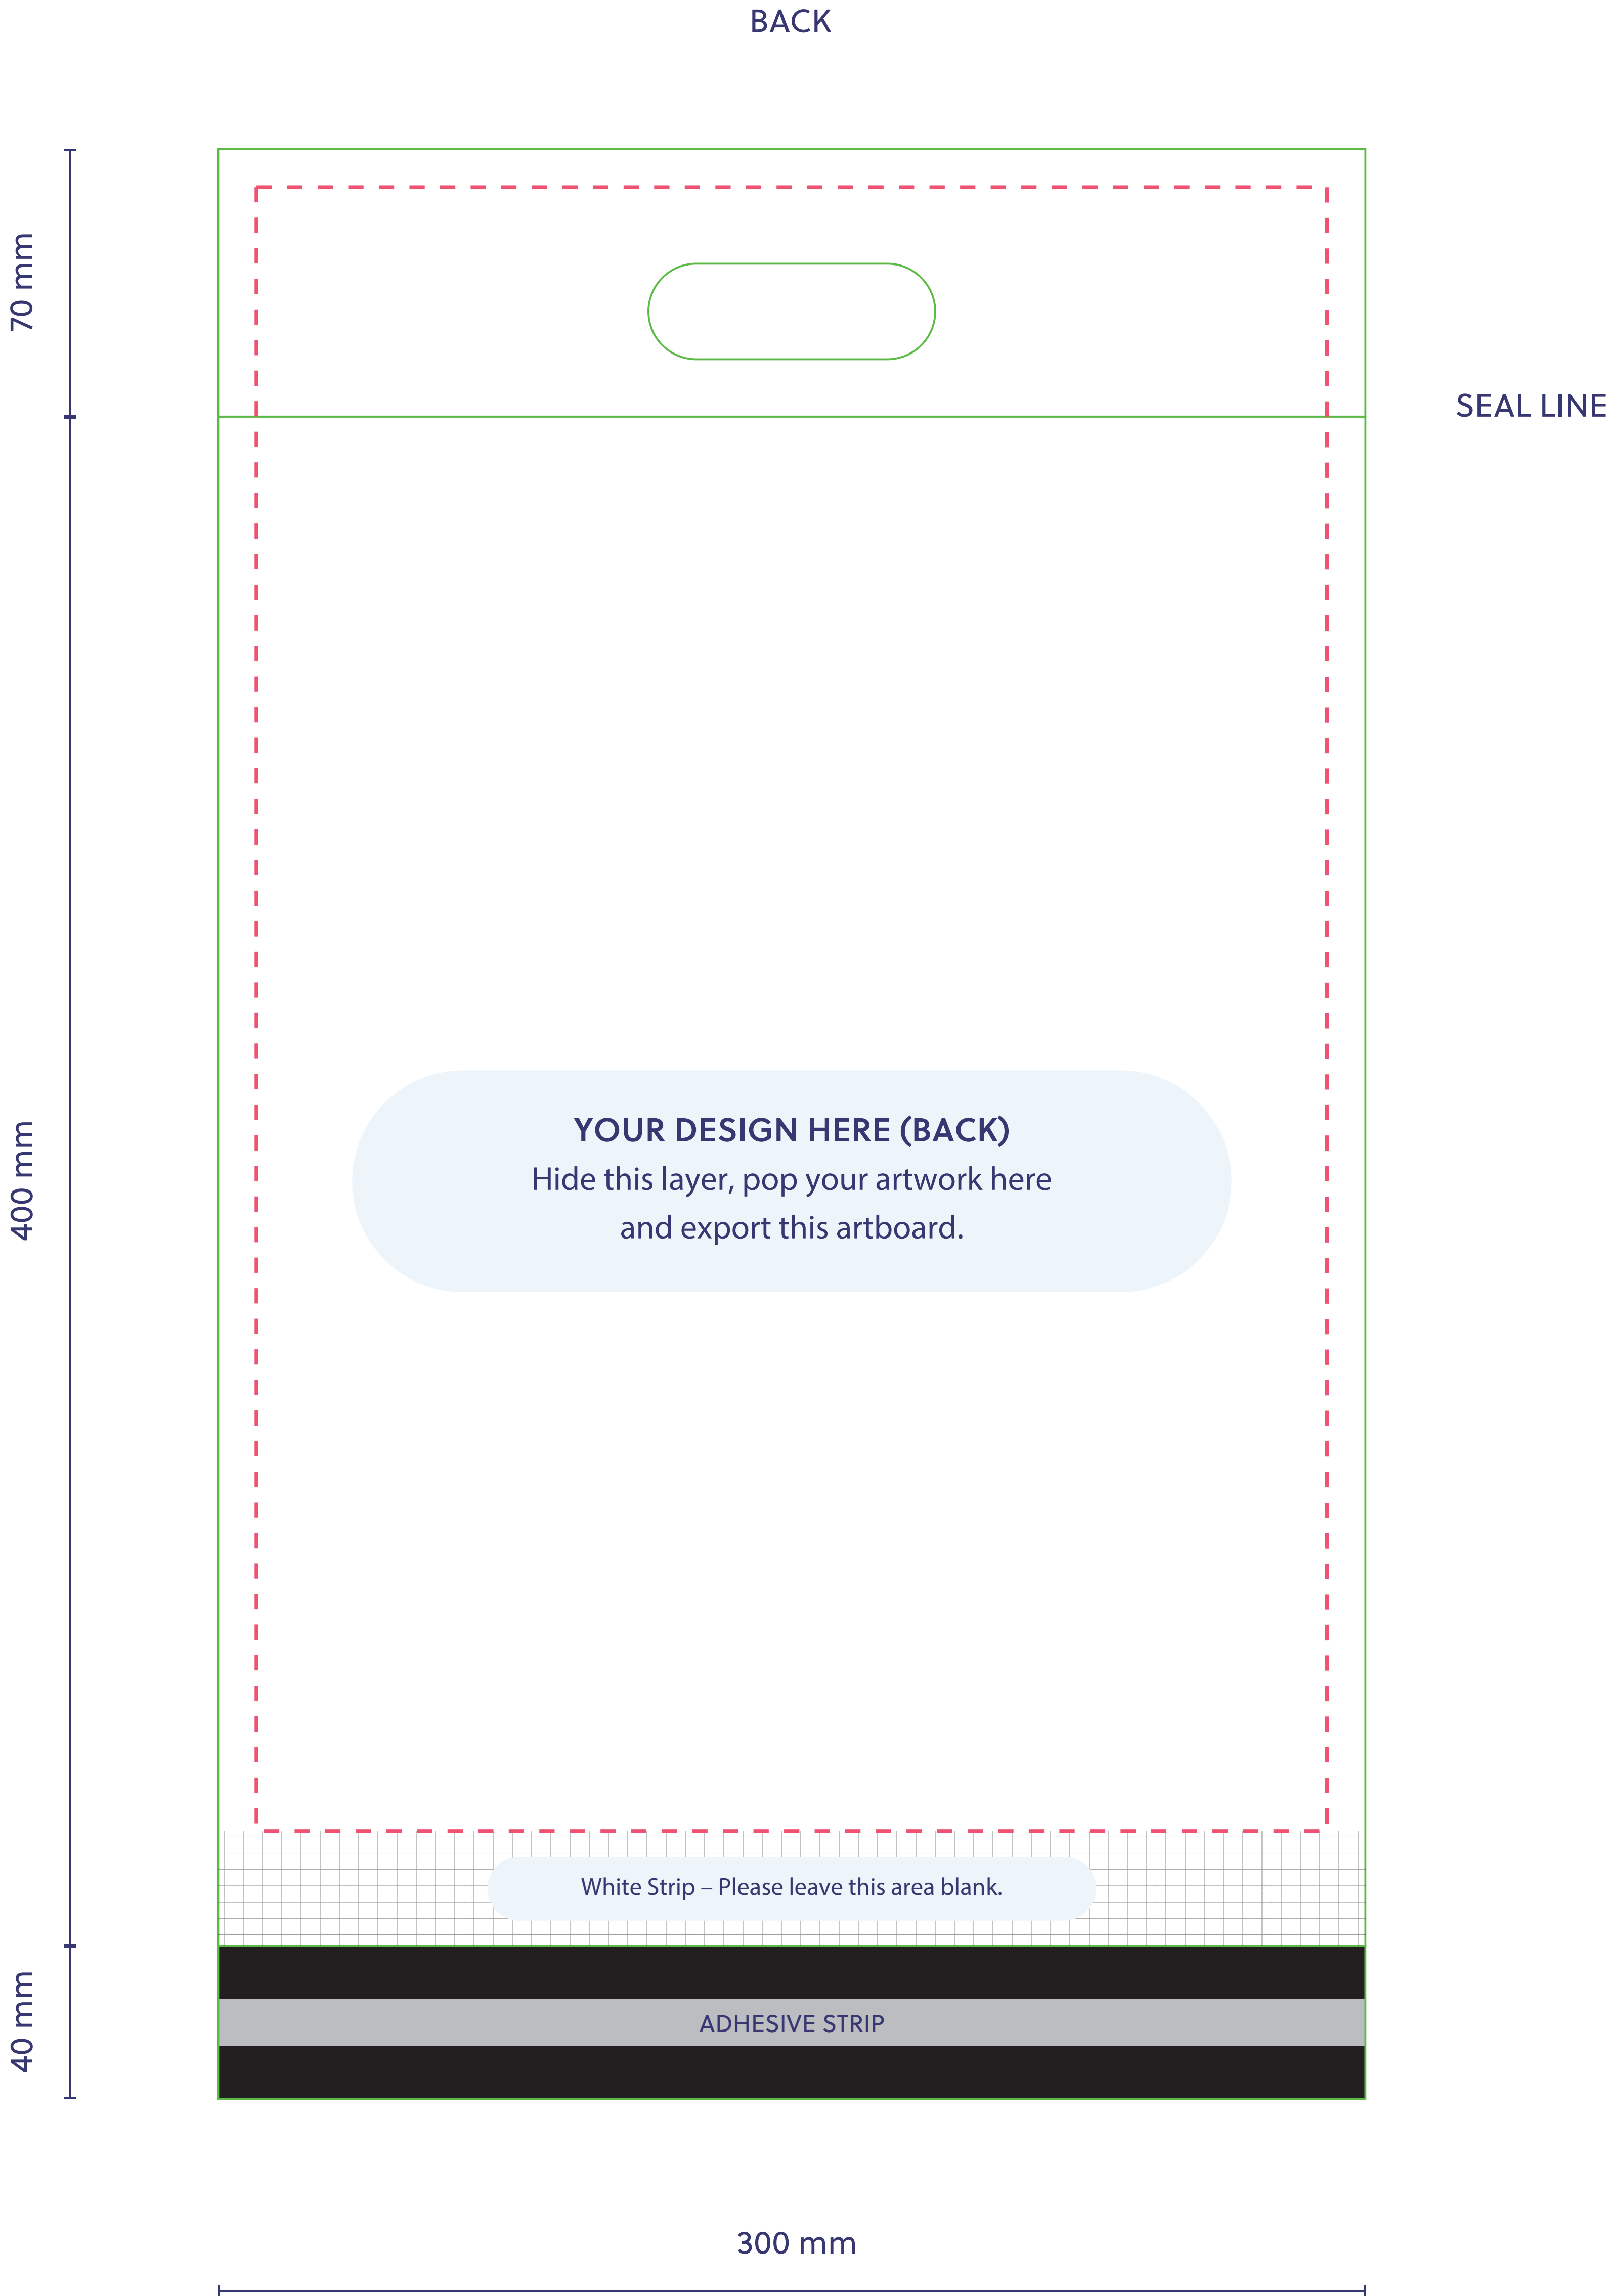 BACK
70 mm
SEAL LINE
400 mm
YOUR DESIGN HERE (BACK)
Hide this layer, pop your artwork here
and export this artboard.
White Strip – Please leave this area blank.
40 mm
ADHESIVE STRIP
300 mm